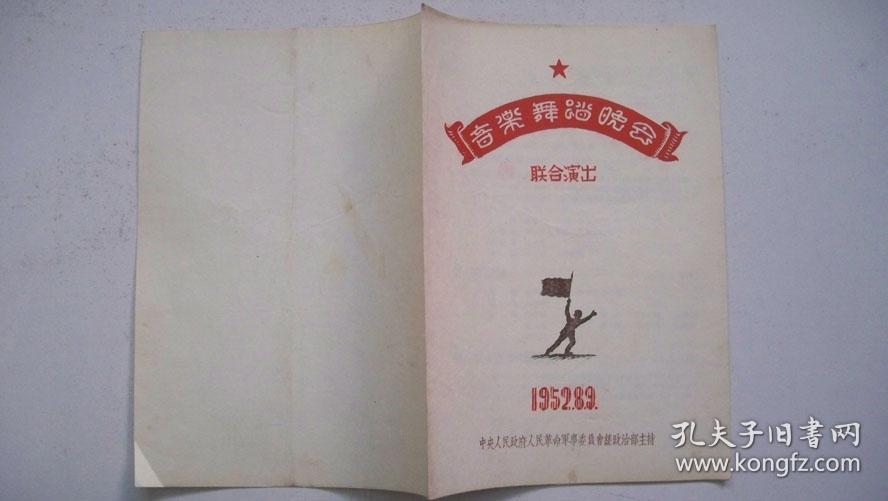 音楽舞蹈晚会
联合演出
1952.8.9.
中央人民政府人民革命軍事委員會總政治部主持
孔夫子旧书网
www.kongfz.com